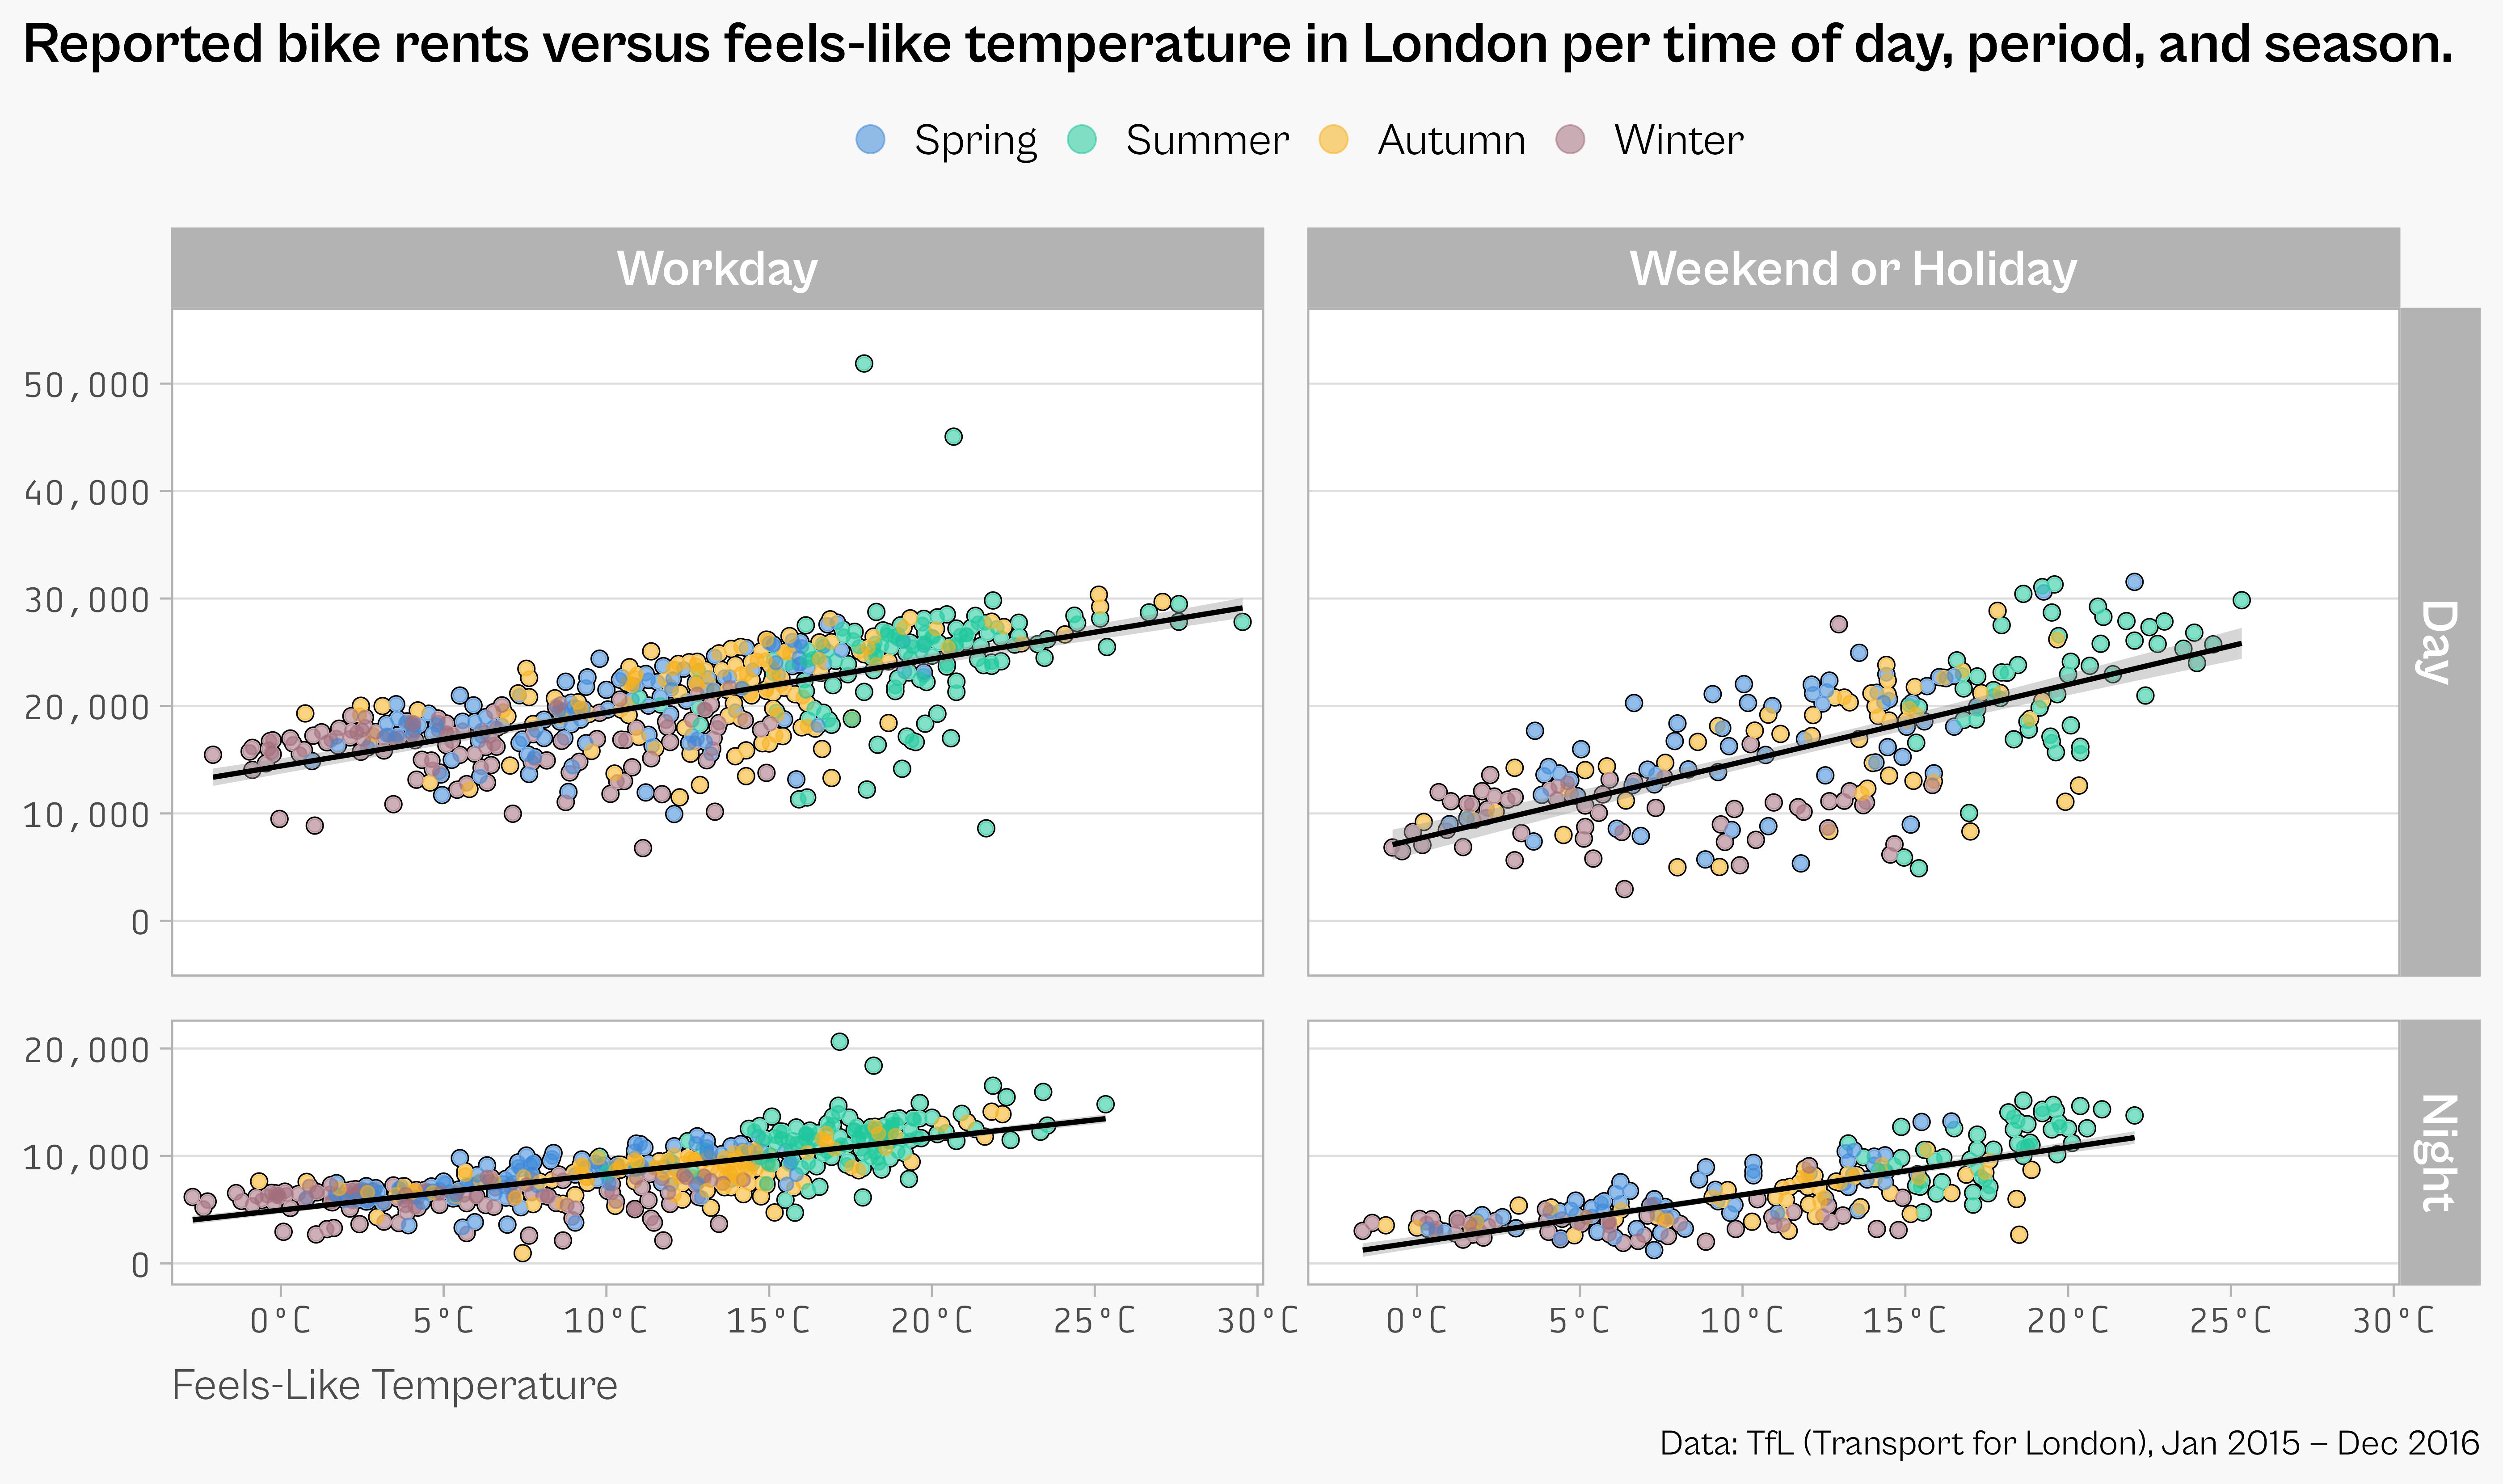 Reported bike rents versus feels-like temperature in London per time of day, period, and season.
Spring Summer Autumn Winter
Workday Weekend or Holiday
50,000
40,000
30,000
20,000
10,000
0
Day
20,000
10,000
0
Night
0°C 5°C 10°C 15°C 20°C 25°C 30°C 0°C 5°C 10°C 15°C 20°C 25°C 30°C
Feels-Like Temperature
Data: TfL (Transport for London), Jan 2015 – Dec 2016